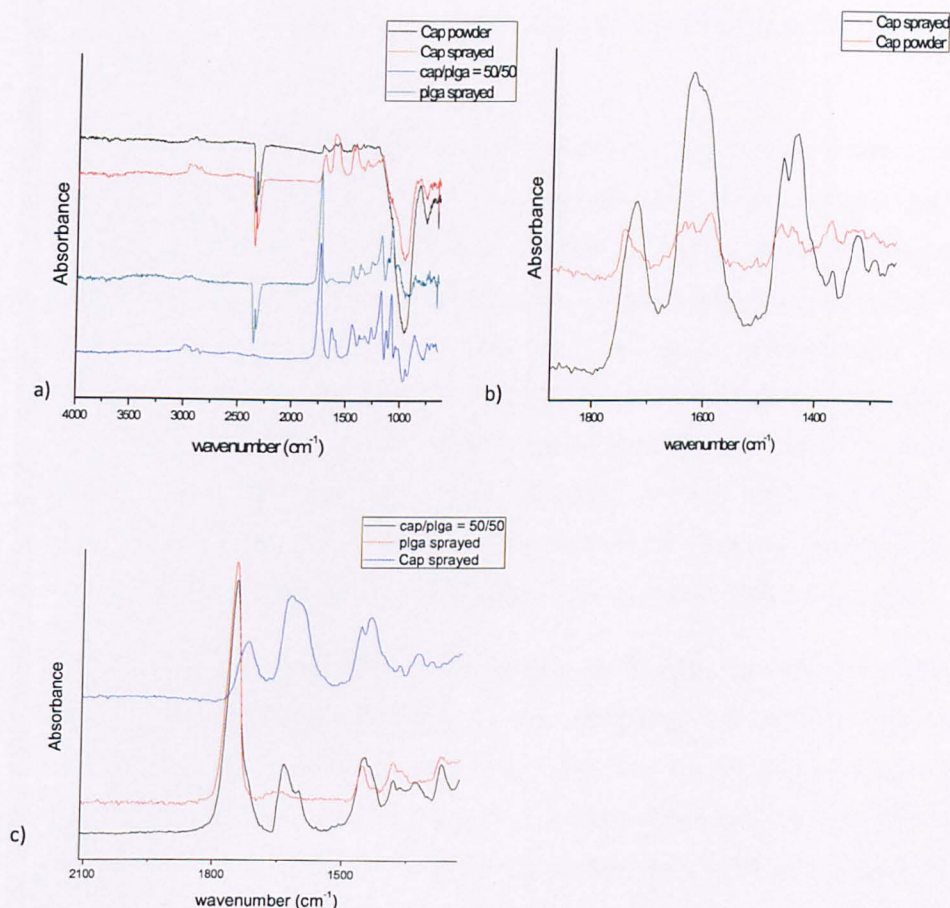 Cap powder
Cap sprayed
cap/plga = 50/50
plga sprayed
Absorbance
a)
4000 3500 3000 2500 2000 1500 1000
wavenumber (cm⁻¹)
Cap sprayed
Cap powder
Absorbance
b)
1800 1600 1400
wavenumber (cm⁻¹)
cap/plga = 50/50
plga sprayed
Cap sprayed
Absorbance
c)
2100 1800 1500
wavenumber (cm⁻¹)